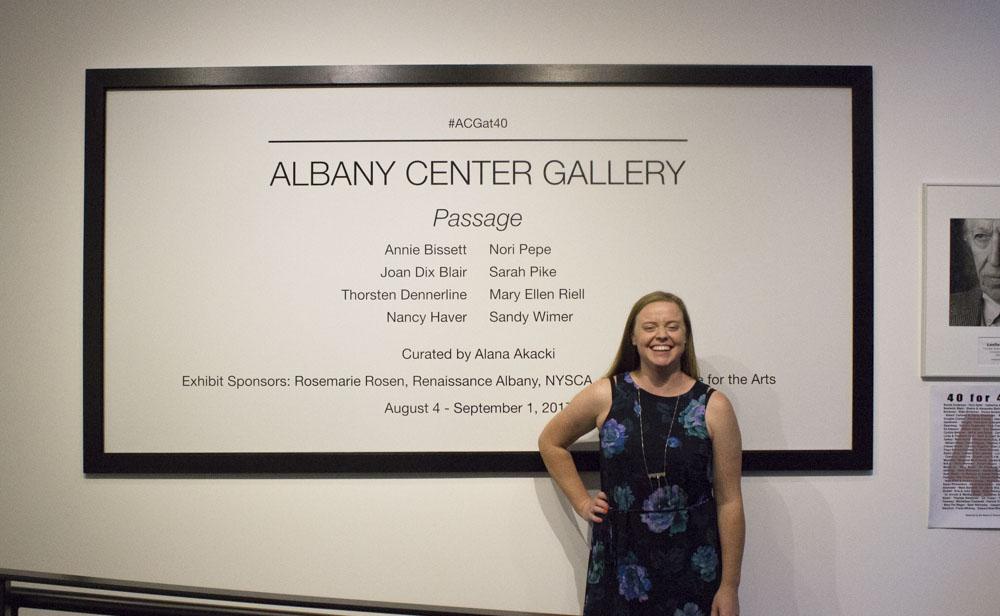 #ACGat40
ALBANY CENTER GALLERY
Passage
Annie Bissett Nori Pepe
Joan Dix Blair Sarah Pike
Thorsten Dennerline Mary Ellen Riell
Nancy Haver Sandy Wimer
Curated by Alana Akacki
Exhibit Sponsors: Rosemarie Rosen, Renaissance Albany, NYSCA e for the Arts
August 4 - September 1, 2017
40 for 4